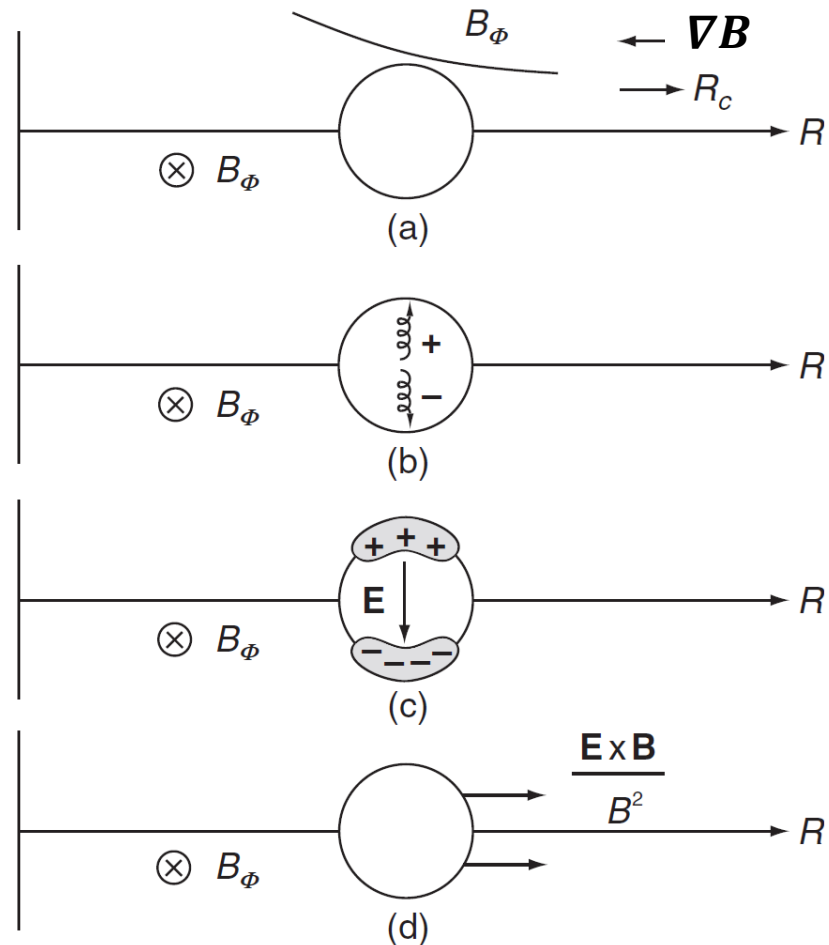 B_Φ
∇B
R_c
R
⊗ B_Φ
(a)
+
−
R
⊗ B_Φ
(b)
+ + +
E
R
− − − −
⊗ B_Φ
(c)
E x B
B²
R
⊗ B_Φ
(d)